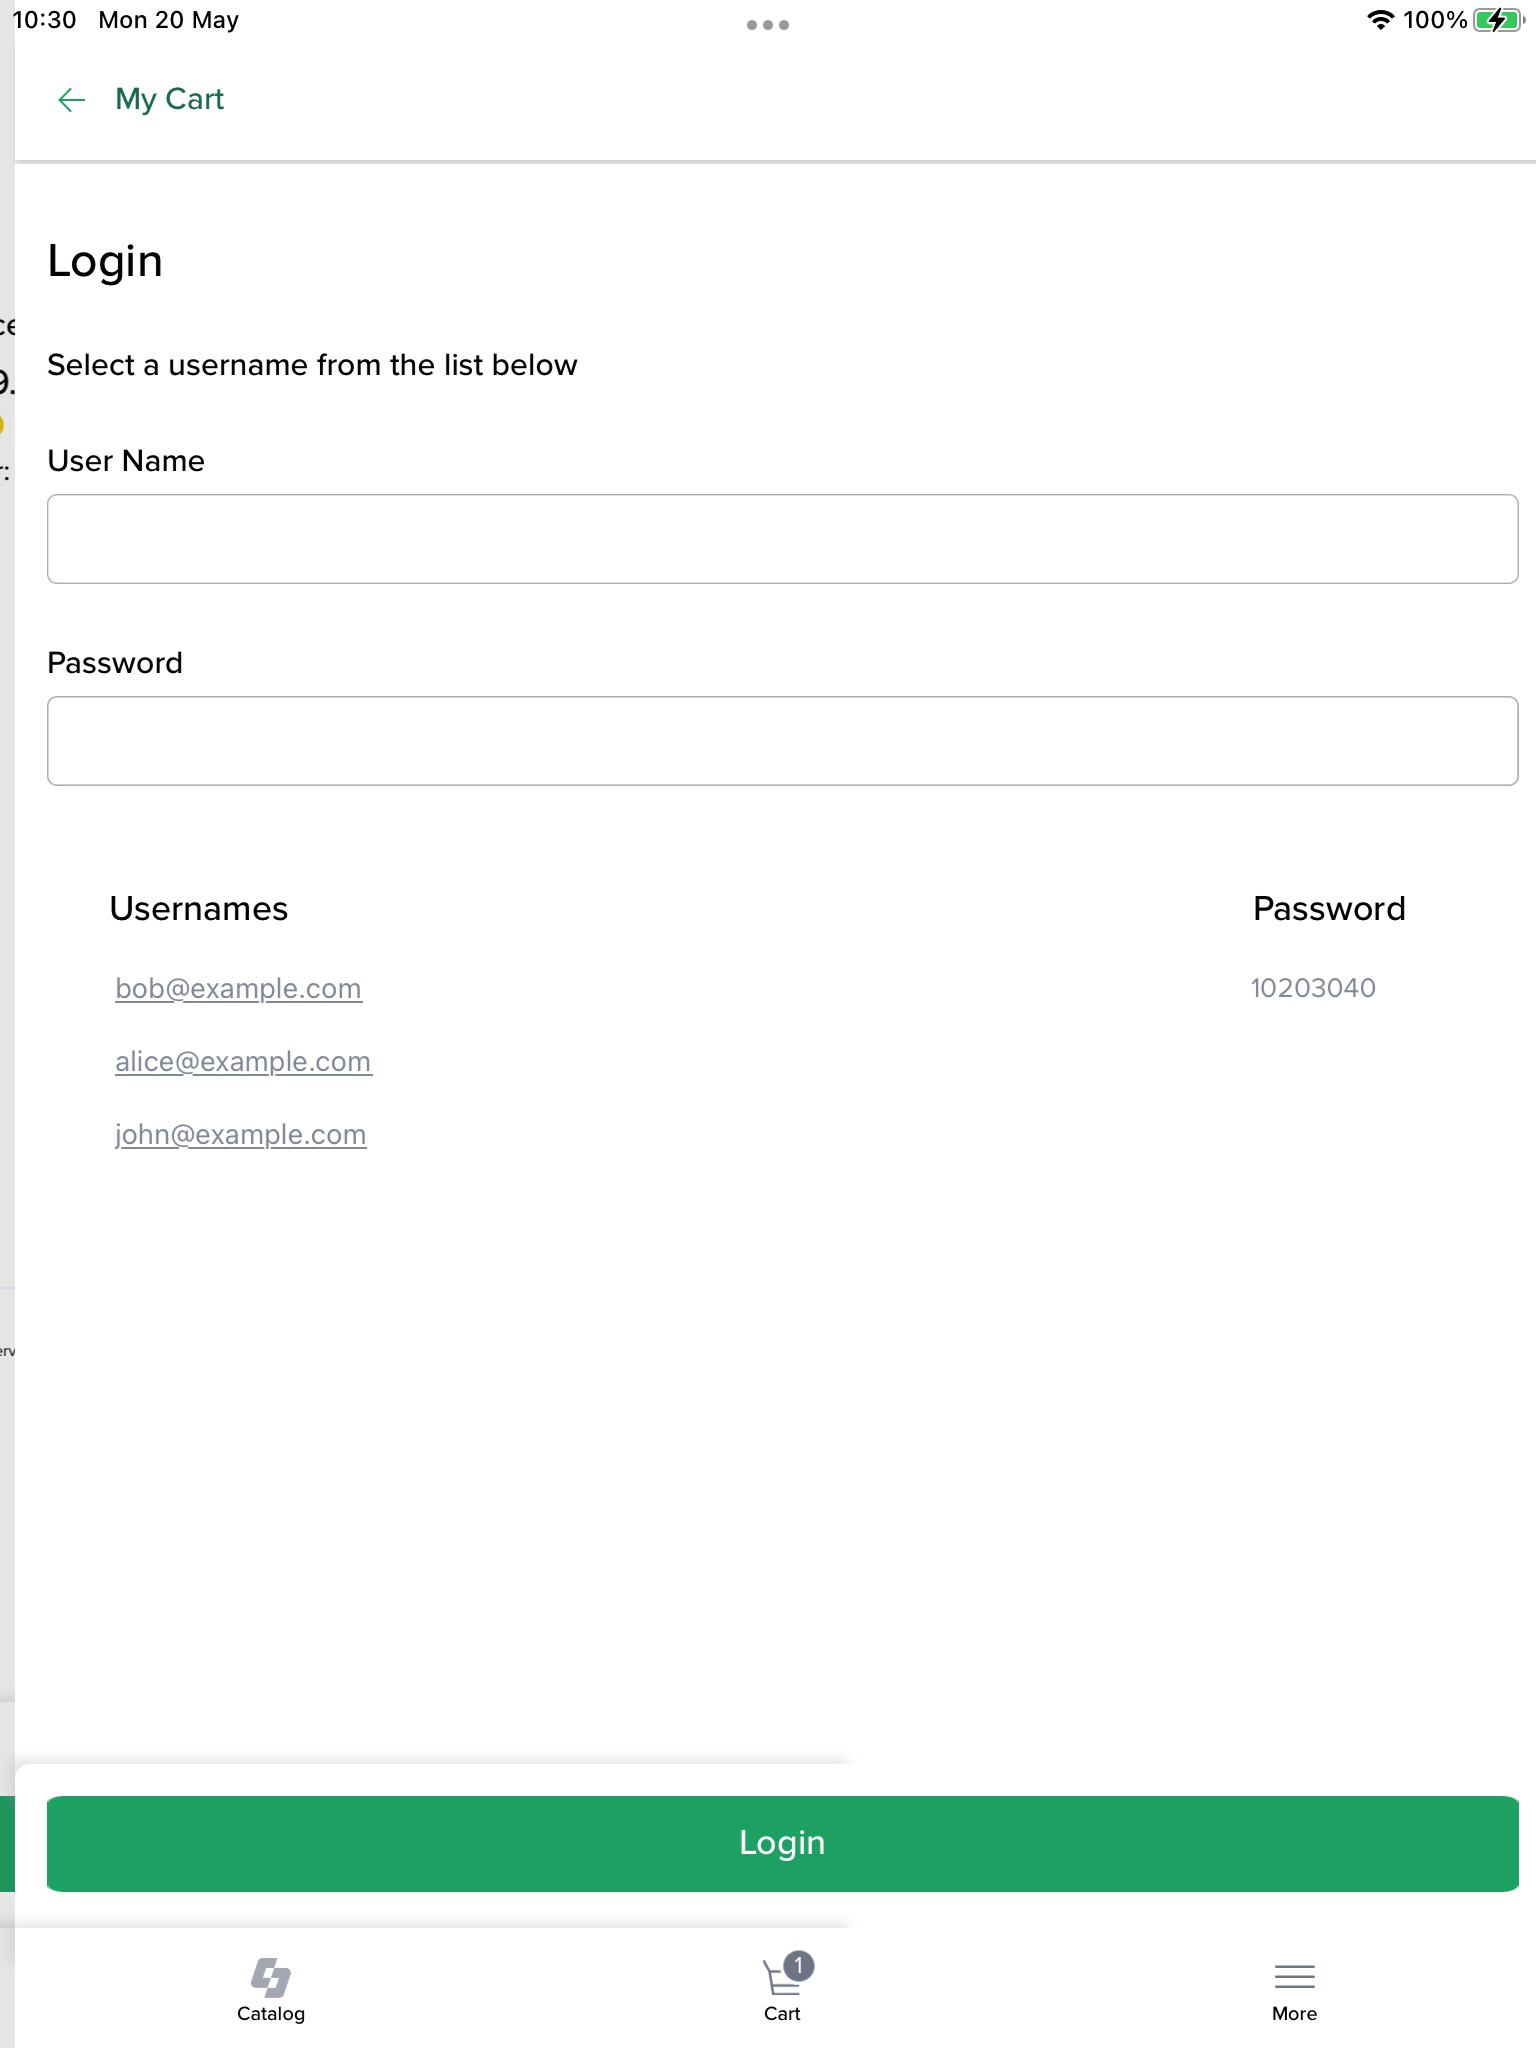 10:30 Mon 20 May
100%
My Cart
Login
Select a username from the list below
User Name
Password
Usernames Password
bob@example.com 10203040
alice@example.com
john@example.com
Login
1
Catalog Cart More